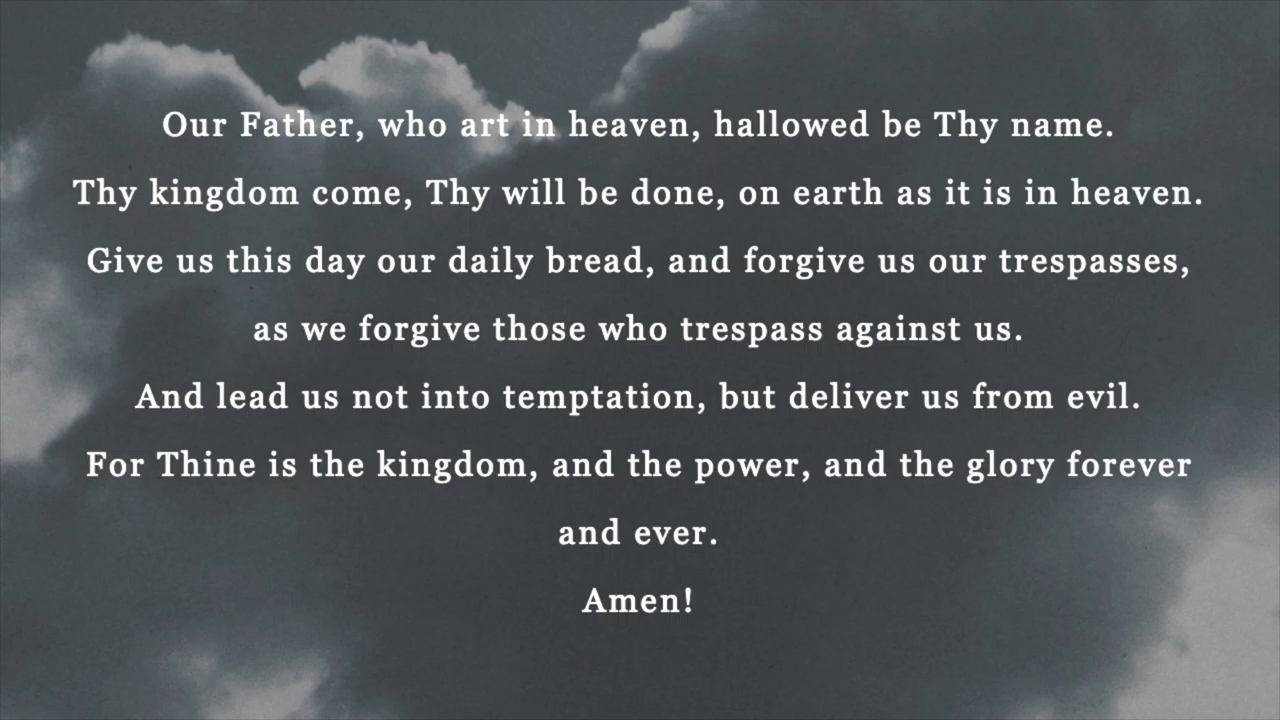 Our Father, who art in heaven, hallowed be Thy name.
Thy kingdom come, Thy will be done, on earth as it is in heaven.
Give us this day our daily bread, and forgive us our trespasses,
as we forgive those who trespass against us.
And lead us not into temptation, but deliver us from evil.
For Thine is the kingdom, and the power, and the glory forever
and ever.
Amen!